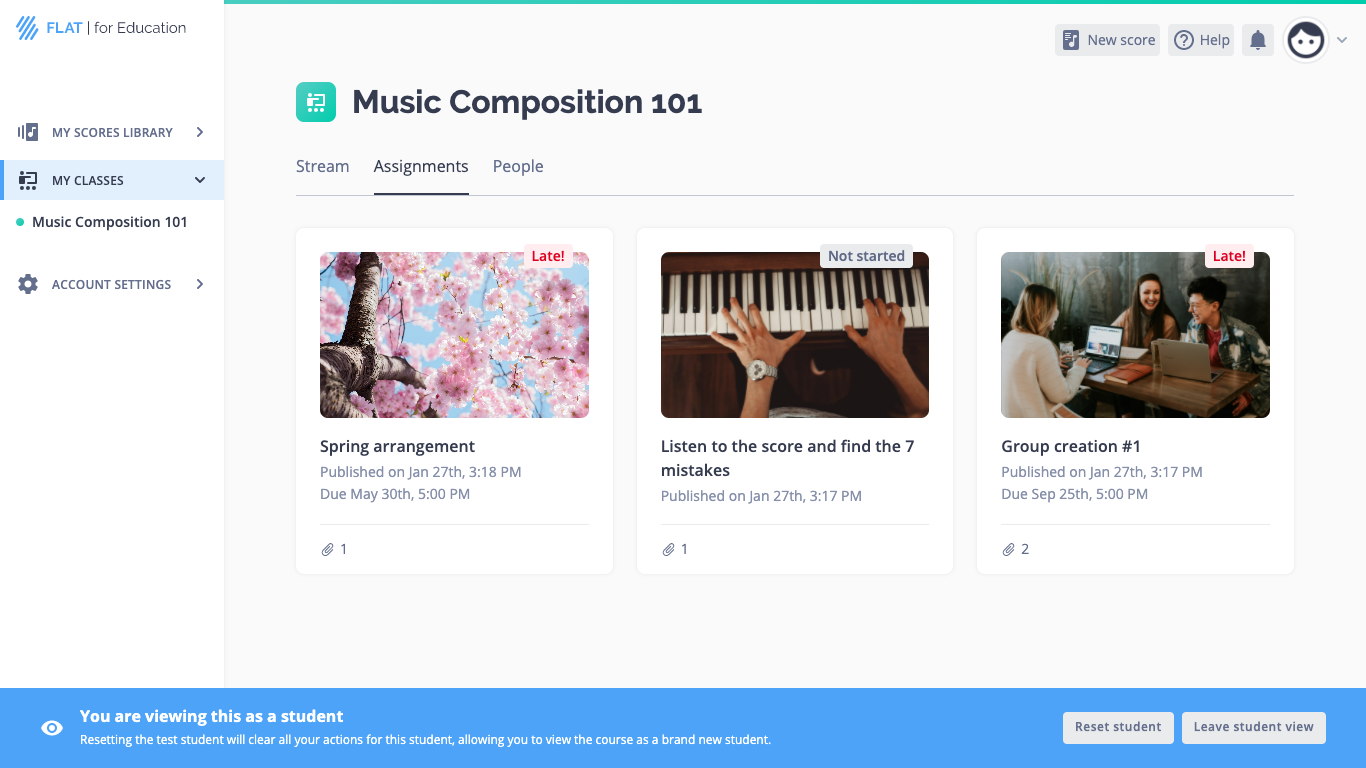 FLAT | for Education
New score
Help
Music Composition 101
MY SCORES LIBRARY
MY CLASSES
Music Composition 101
ACCOUNT SETTINGS
Stream
Assignments
People
Late!
Spring arrangement
Published on Jan 27th, 3:18 PM
Due May 30th, 5:00 PM
1
Not started
Listen to the score and find the 7
mistakes
Published on Jan 27th, 3:17 PM
1
Late!
Group creation #1
Published on Jan 27th, 3:17 PM
Due Sep 25th, 5:00 PM
2
You are viewing this as a student
Resetting the test student will clear all your actions for this student, allowing you to view the course as a brand new student.
Reset student
Leave student view